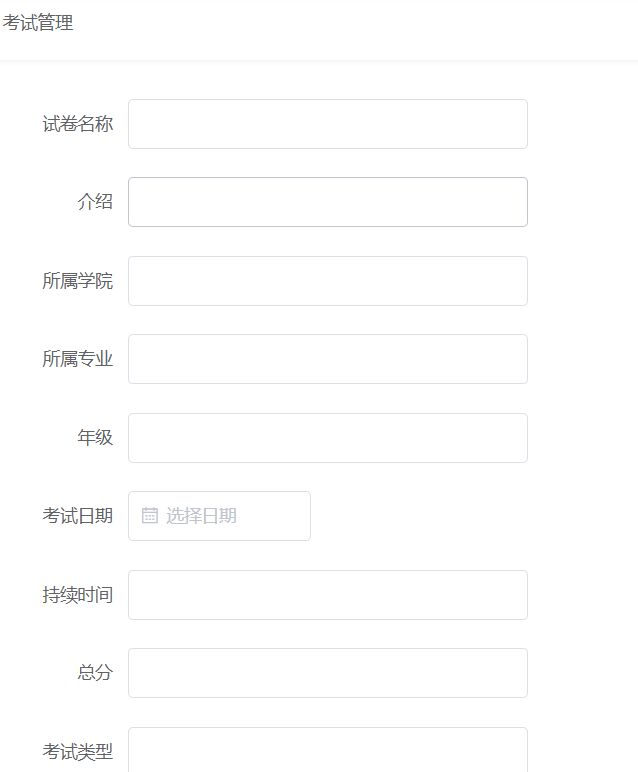 考试管理
试卷名称
介绍
所属学院
所属专业
年级
考试日期 选择日期
持续时间
总分
考试类型